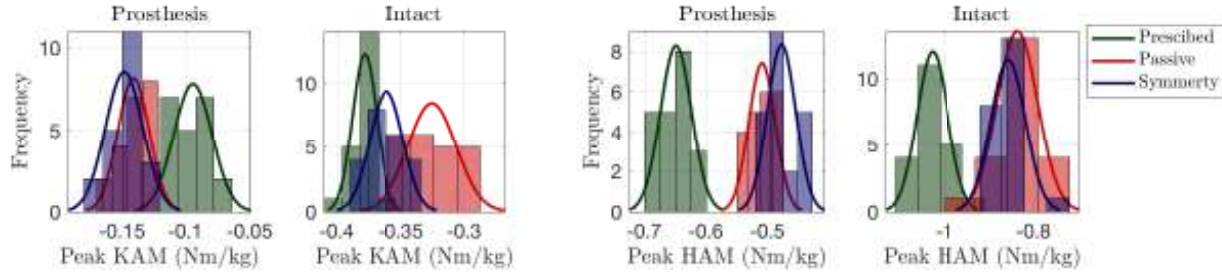 Prosthesis
Intact
Prosthesis
Intact
Prescibed
Passive
Symmerty
Frequency
10
5
0
10
5
0
Frequency
8
6
4
2
0
10
5
0
-0.15 -0.1 -0.05
-0.4 -0.35 -0.3
-0.7 -0.6 -0.5
-1 -0.8
Peak KAM (Nm/kg)
Peak KAM (Nm/kg)
Peak HAM (Nm/kg)
Peak HAM (Nm/kg)